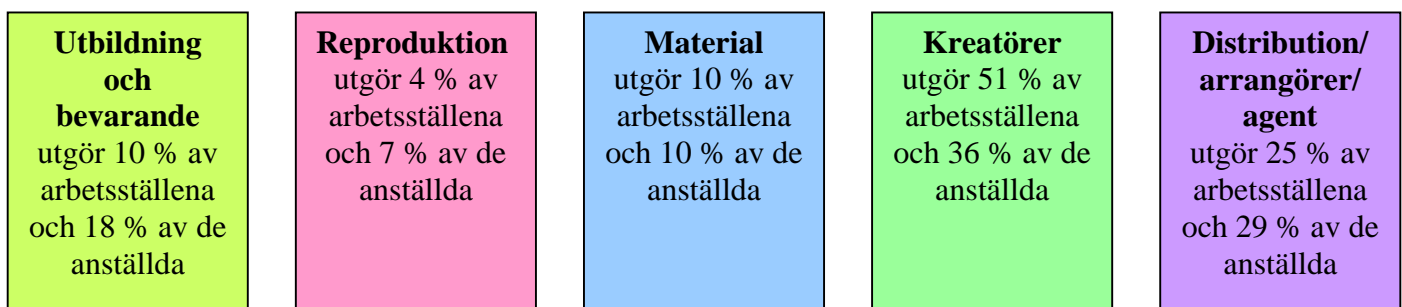 Utbildning
och
bevarande
utgör 10 % av
arbetsställena
och 18 % av de
anställda
Reproduktion
utgör 4 % av
arbetsställena
och 7 % av de
anställda
Material
utgör 10 % av
arbetsställena
och 10 % av de
anställda
Kreatörer
utgör 51 % av
arbetsställena
och 36 % av de
anställda
Distribution/
arrangörer/
agent
utgör 25 % av
arbetsställena
och 29 % av de
anställda